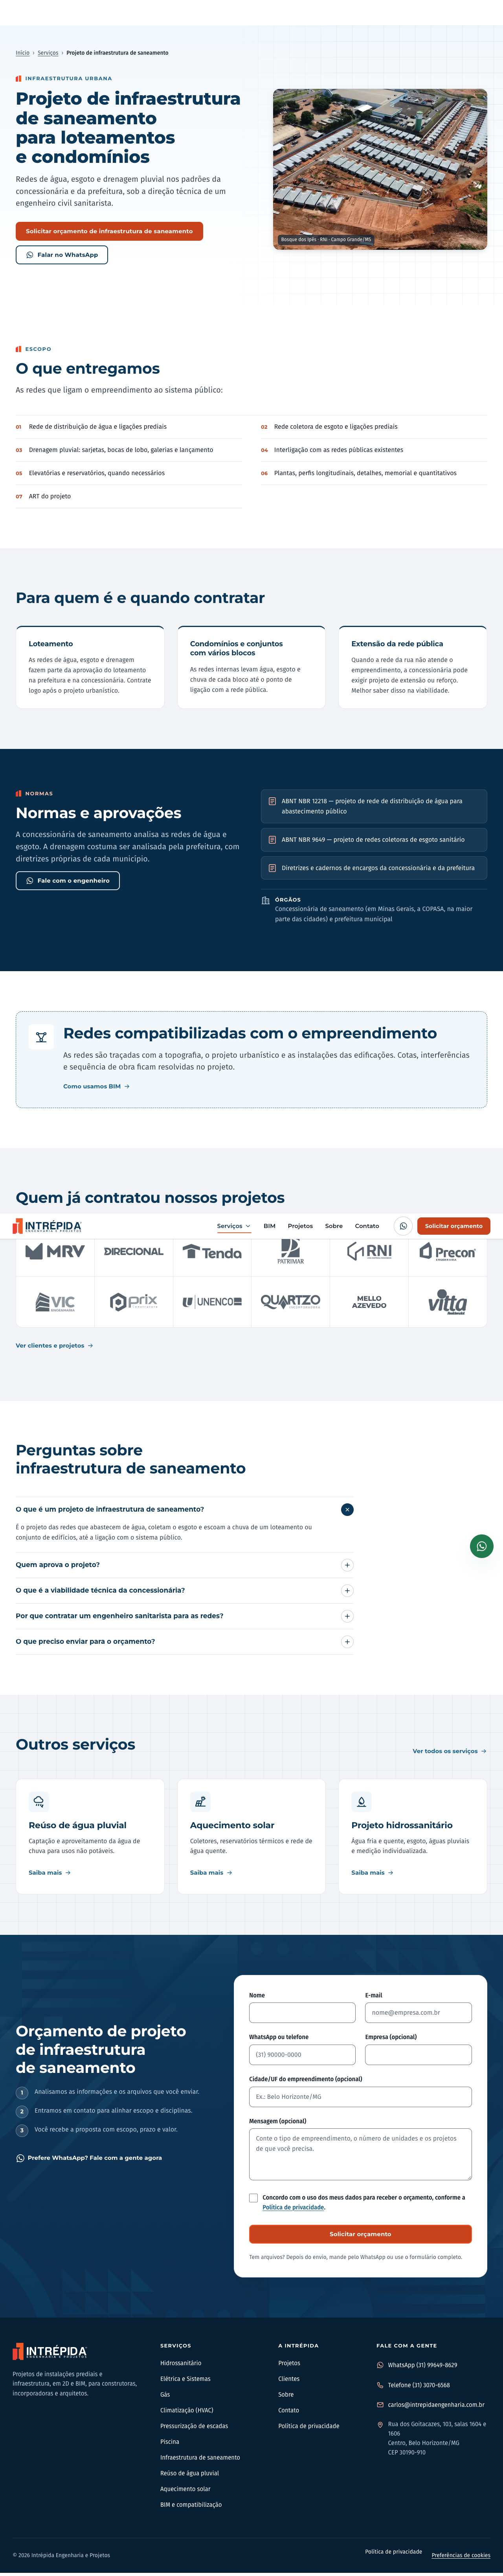 Início › Serviços › Projeto de infraestrutura de saneamento
INFRAESTRUTURA URBANA
Projeto de infraestrutura
de saneamento
para loteamentos
e condomínios
Redes de água, esgoto e drenagem pluvial nos padrões da
concessionária e da prefeitura, sob a direção técnica de um
engenheiro civil sanitarista.
Solicitar orçamento de infraestrutura de saneamento
Falar no WhatsApp
Bosque dos Ipês · RNI · Campo Grande/MS
ESCOPO
O que entregamos
As redes que ligam o empreendimento ao sistema público:
01 Rede de distribuição de água e ligações prediais
02 Rede coletora de esgoto e ligações prediais
03 Drenagem pluvial: sarjetas, bocas de lobo, galerias e lançamento
04 Interligação com as redes públicas existentes
05 Elevatórias e reservatórios, quando necessários
06 Plantas, perfis longitudinais, detalhes, memorial e quantitativos
07 ART do projeto
Para quem é e quando contratar
Loteamento
As redes de água, esgoto e drenagem
fazem parte da aprovação do loteamento
na prefeitura e na concessionária. Contrate
logo após o projeto urbanístico.
Condomínios e conjuntos
com vários blocos
As redes internas levam água, esgoto e
chuva de cada bloco até o ponto de
ligação com a rede pública.
Extensão da rede pública
Quando a rede da rua não atende o
empreendimento, a concessionária pode
exigir projeto de extensão ou reforço.
Melhor saber disso na viabilidade.
NORMAS
Normas e aprovações
A concessionária de saneamento analisa as redes de água e
esgoto. A drenagem costuma ser analisada pela prefeitura, com
diretrizes próprias de cada município.
Fale com o engenheiro
ABNT NBR 12218 — projeto de rede de distribuição de água para
abastecimento público
ABNT NBR 9649 — projeto de redes coletoras de esgoto sanitário
Diretrizes e cadernos de encargos da concessionária e da prefeitura
ÓRGÃOS
Concessionária de saneamento (em Minas Gerais, a COPASA, na maior
parte das cidades) e prefeitura municipal
Redes compatibilizadas com o empreendimento
As redes são traçadas com a topografia, o projeto urbanístico e as instalações das edificações. Cotas, interferências
e sequência de obra ficam resolvidas no projeto.
Como usamos BIM →
Quem já contratou nossos projetos
INTRÉPIDA
ENGENHARIA E PROJETOS
Serviços
BIM
Projetos
Sobre
Contato
Solicitar orçamento
MRV
DIRECIONAL
Tenda
PATRIMAR
RNI
Precon
VIC
ENGENHARIA
prix
UNENCO
QUARTZO
MELLO
AZEVEDO
vitta
Ver clientes e projetos →
Perguntas sobre
infraestrutura de saneamento
O que é um projeto de infraestrutura de saneamento?
É o projeto das redes que abastecem de água, coletam o esgoto e escoam a chuva de um loteamento ou
conjunto de edifícios, até a ligação com o sistema público.
Quem aprova o projeto?
O que é a viabilidade técnica da concessionária?
Por que contratar um engenheiro sanitarista para as redes?
O que preciso enviar para o orçamento?
Outros serviços
Ver todos os serviços →
Reúso de água pluvial
Captação e aproveitamento da água de
chuva para usos não potáveis.
Saiba mais →
Aquecimento solar
Coletores, reservatórios térmicos e rede de
água quente.
Saiba mais →
Projeto hidrossanitário
Água fria e quente, esgoto, águas pluviais
e medição individualizada.
Saiba mais →
Orçamento de projeto
de infraestrutura
de saneamento
1 Analisamos as informações e os arquivos que você enviar.
2 Entramos em contato para alinhar escopo e disciplinas.
3 Você recebe a proposta com escopo, prazo e valor.
Prefere WhatsApp? Fale com a gente agora
Nome
E-mail
nome@empresa.com.br
WhatsApp ou telefone
(31) 90000-0000
Empresa (opcional)
Cidade/UF do empreendimento (opcional)
Ex.: Belo Horizonte/MG
Mensagem (opcional)
Conte o tipo de empreendimento, o número de unidades e os projetos
de que você precisa.
Concordo com o uso dos meus dados para receber o orçamento, conforme a
Política de privacidade.
Solicitar orçamento
Tem arquivos? Depois do envio, mande pelo WhatsApp ou use o formulário completo.
INTRÉPIDA
ENGENHARIA E PROJETOS
Projetos de instalações prediais e
infraestrutura, em 2D e BIM, para construtoras,
incorporadoras e arquitetos.
SERVIÇOS
Hidrossanitário
Elétrica e Sistemas
Gás
Climatização (HVAC)
Pressurização de escadas
Piscina
Infraestrutura de saneamento
Reúso de água pluvial
Aquecimento solar
BIM e compatibilização
A INTRÉPIDA
Projetos
Clientes
Sobre
Contato
Política de privacidade
FALE COM A GENTE
WhatsApp (31) 99649-8629
Telefone (31) 3070-6568
carlos@intrepidaengenharia.com.br
Rua dos Goitacazes, 103, salas 1604 e
1606
Centro, Belo Horizonte/MG
CEP 30190-910
© 2026 Intrépida Engenharia e Projetos
Política de privacidade
Preferências de cookies